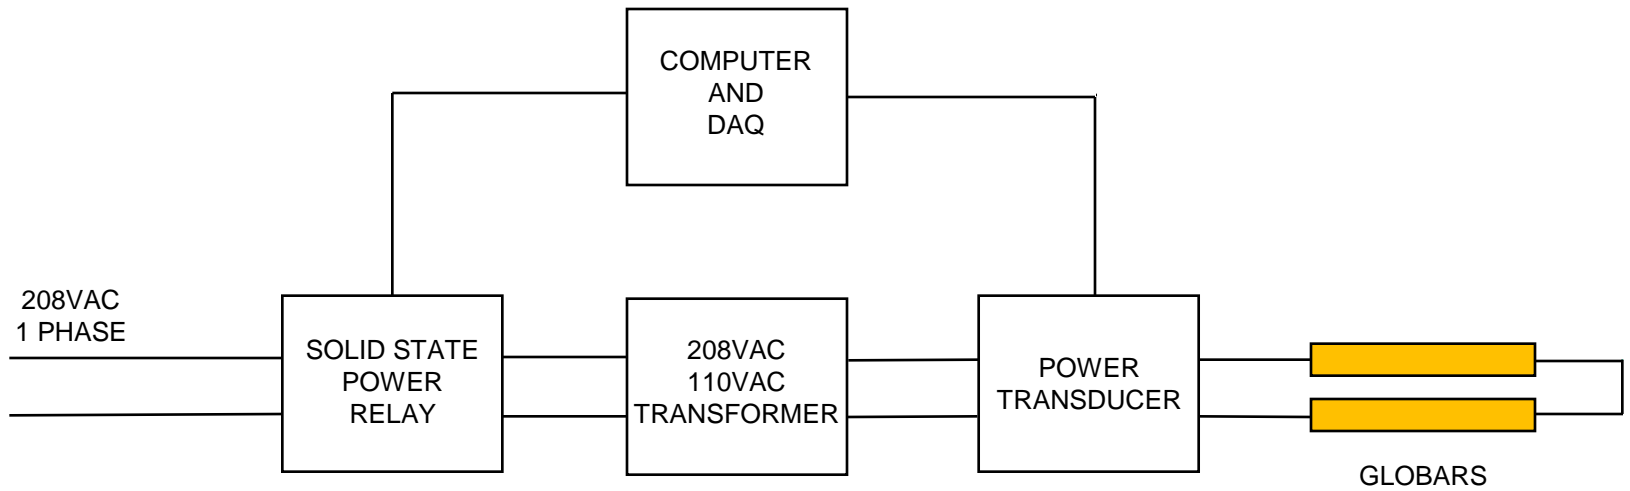 COMPUTER
AND
DAQ
208VAC
1 PHASE
SOLID STATE
POWER
RELAY
208VAC
110VAC
TRANSFORMER
POWER
TRANSDUCER
GLOBARS